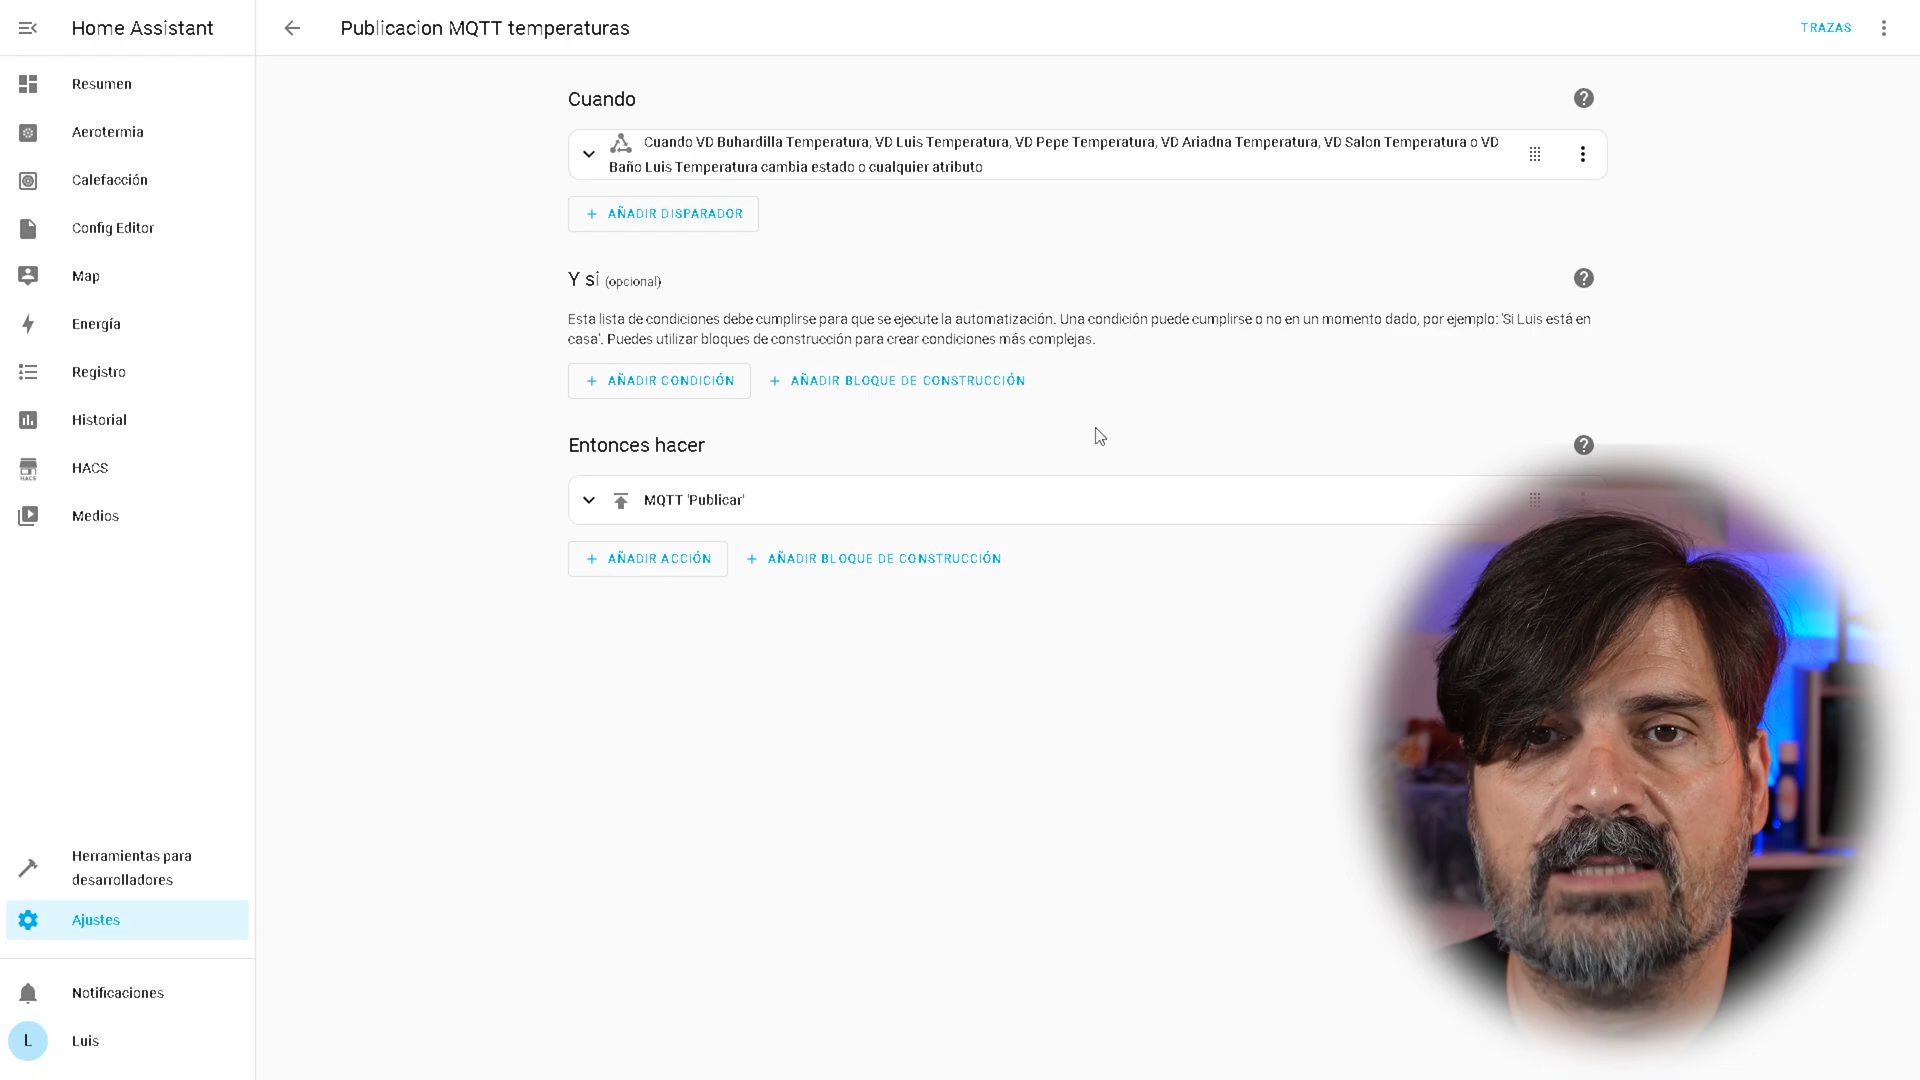 Home Assistant
Publicacion MQTT temperaturas
TRAZAS
Resumen
Aerotermia
Calefacción
Config Editor
Map
Energía
Registro
Historial
HACS
HACS
Medios
Herramientas para
desarrolladores
Ajustes
Notificaciones
L
Luis
Cuando
Cuando VD Buhardilla Temperatura, VD Luis Temperatura, VD Pepe Temperatura, VD Ariadna Temperatura, VD Salon Temperatura o VD
Baño Luis Temperatura cambia estado o cualquier atributo
+ AÑADIR DISPARADOR
Y si (opcional)
Esta lista de condiciones debe cumplirse para que se ejecute la automatización. Una condición puede cumplirse o no en un momento dado, por ejemplo: 'Si Luis está en
casa'. Puedes utilizar bloques de construcción para crear condiciones más complejas.
+ AÑADIR CONDICIÓN + AÑADIR BLOQUE DE CONSTRUCCIÓN
Entonces hacer
MQTT 'Publicar'
+ AÑADIR ACCIÓN + AÑADIR BLOQUE DE CONSTRUCCIÓN